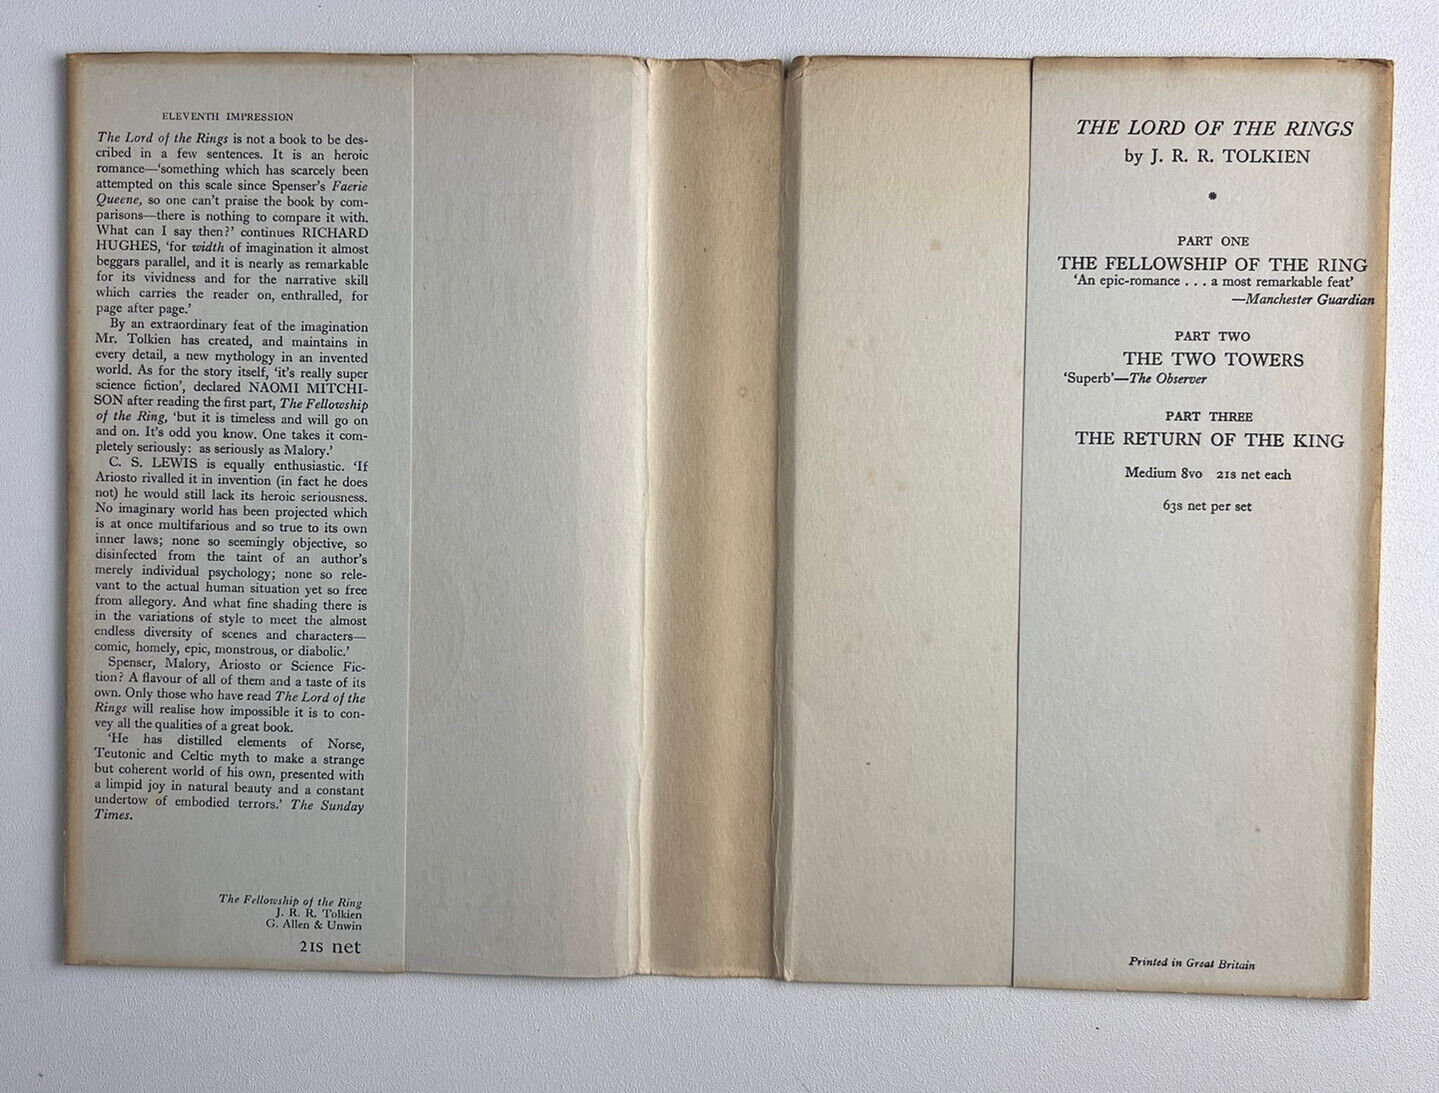 ELEVENTH IMPRESSION
The Lord of the Rings is not a book to be des-
cribed in a few sentences. It is an heroic
romance—‘something which has scarcely been
attempted on this scale since Spenser’s Faerie
Queene, so one can’t praise the book by com-
parisons—there is nothing to compare it with.
What can I say then?’ continues RICHARD
HUGHES, ‘for width of imagination it almost
beggars parallel, and it is nearly as remarkable
for its vividness and for the narrative skill
which carries the reader on, enthralled, for
page after page.’
By an extraordinary feat of the imagination
Mr. Tolkien has created, and maintains in
every detail, a new mythology in an invented
world. As for the story itself, ‘it’s really super
science fiction’, declared NAOMI MITCHI-
SON after reading the first part, The Fellowship
of the Ring, ‘but it is timeless and will go on
and on. It’s odd you know. One takes it com-
pletely seriously: as seriously as Malory.’
C. S. LEWIS is equally enthusiastic. ‘If
Ariosto rivalled it in invention (in fact he does
not) he would still lack its heroic seriousness.
No imaginary world has been projected which
is at once multifarious and so true to its own
inner laws; none so seemingly objective, so
disinfected from the taint of an author’s
merely individual psychology; none so rele-
vant to the actual human situation yet so free
from allegory. And what fine shading there is
in the variations of style to meet the almost
endless diversity of scenes and characters—
comic, homely, epic, monstrous, or diabolic.’
Spenser, Malory, Ariosto or Science Fic-
tion? A flavour of all of them and a taste of its
own. Only those who have read The Lord of the
Rings will realise how impossible it is to con-
vey all the qualities of a great book.
‘He has distilled elements of Norse,
Teutonic and Celtic myth to make a strange
but coherent world of his own, presented with
a limpid joy in natural beauty and a constant
undertow of embodied terrors.’ The Sunday
Times.
The Fellowship of the Ring
J. R. R. Tolkien
G. Allen & Unwin
21s net
THE LORD OF THE RINGS
by J. R. R. TOLKIEN
*
PART ONE
THE FELLOWSHIP OF THE RING
‘An epic-romance . . . a most remarkable feat’
—Manchester Guardian
PART TWO
THE TWO TOWERS
‘Superb’—The Observer
PART THREE
THE RETURN OF THE KING
Medium 8vo 21s net each
63s net per set
Printed in Great Britain